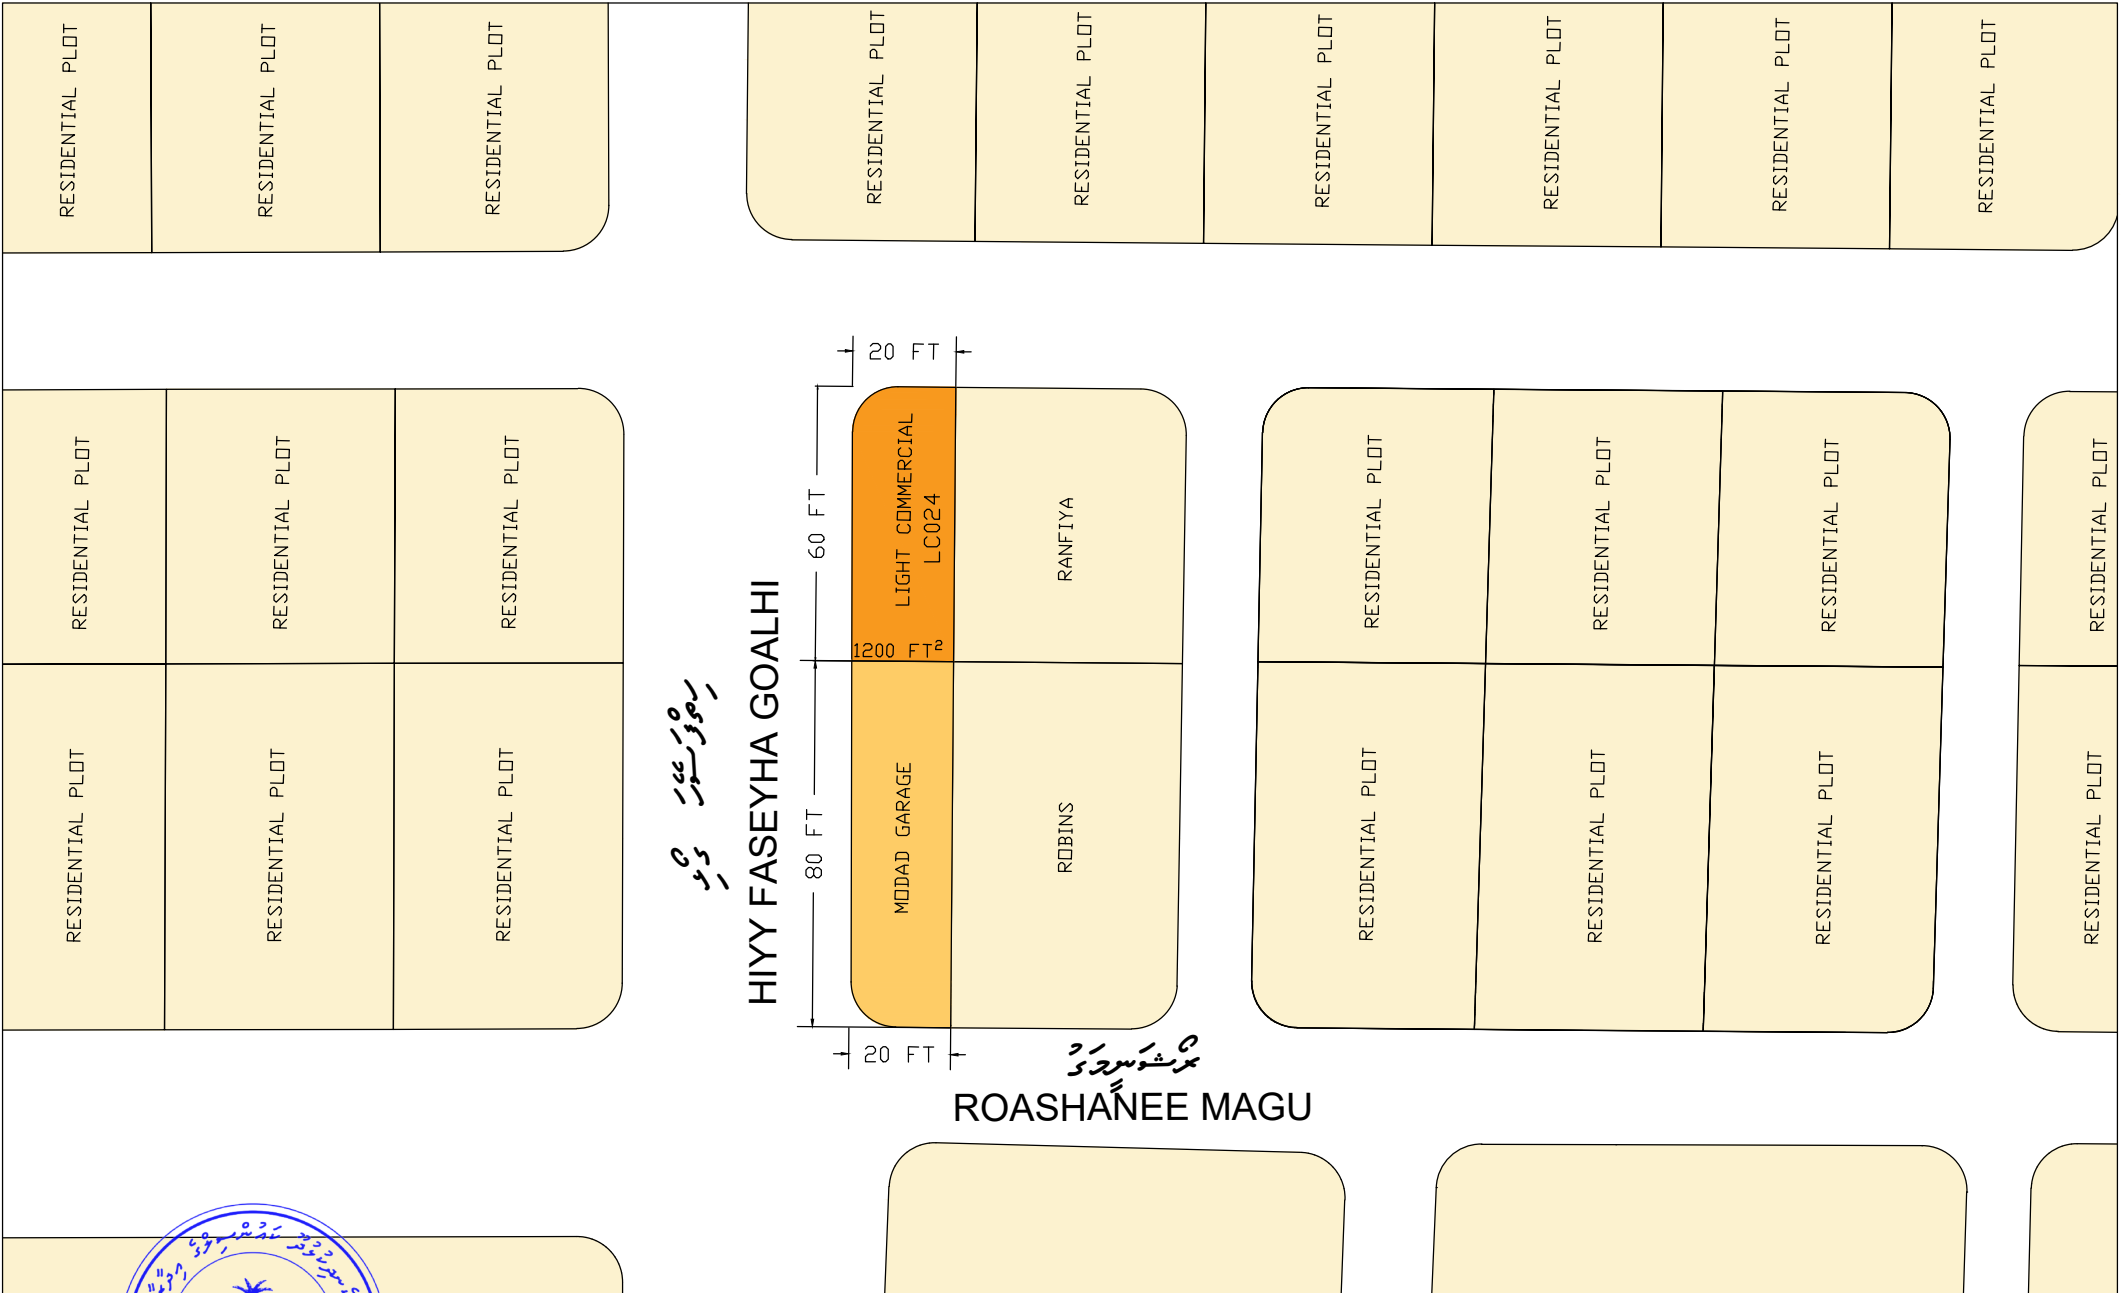 RESIDENTIAL PLOT
RESIDENTIAL PLOT
RESIDENTIAL PLOT
RESIDENTIAL PLOT
RESIDENTIAL PLOT
RESIDENTIAL PLOT
RESIDENTIAL PLOT
RESIDENTIAL PLOT
RESIDENTIAL PLOT
20 FT
60 FT
LIGHT COMMERCIAL
LC024
1200 FT²
RANFIYA
RESIDENTIAL PLOT
RESIDENTIAL PLOT
RESIDENTIAL PLOT
RESIDENTIAL PLOT
RESIDENTIAL PLOT
RESIDENTIAL PLOT
RESIDENTIAL PLOT
HIYY FASEYHA GOALHI
80 FT
MODAD GARAGE
ROBINS
RESIDENTIAL PLOT
RESIDENTIAL PLOT
RESIDENTIAL PLOT
RESIDENTIAL PLOT
RESIDENTIAL PLOT
RESIDENTIAL PLOT
RESIDENTIAL PLOT
20 FT
ރޯޝަނީމަގު
ROASHANEE MAGU